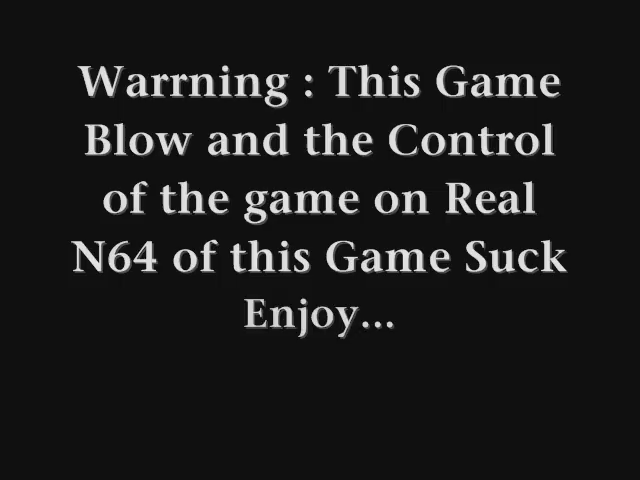 Warrning : This Game
Blow and the Control
of the game on Real
N64 of this Game Suck
Enjoy...